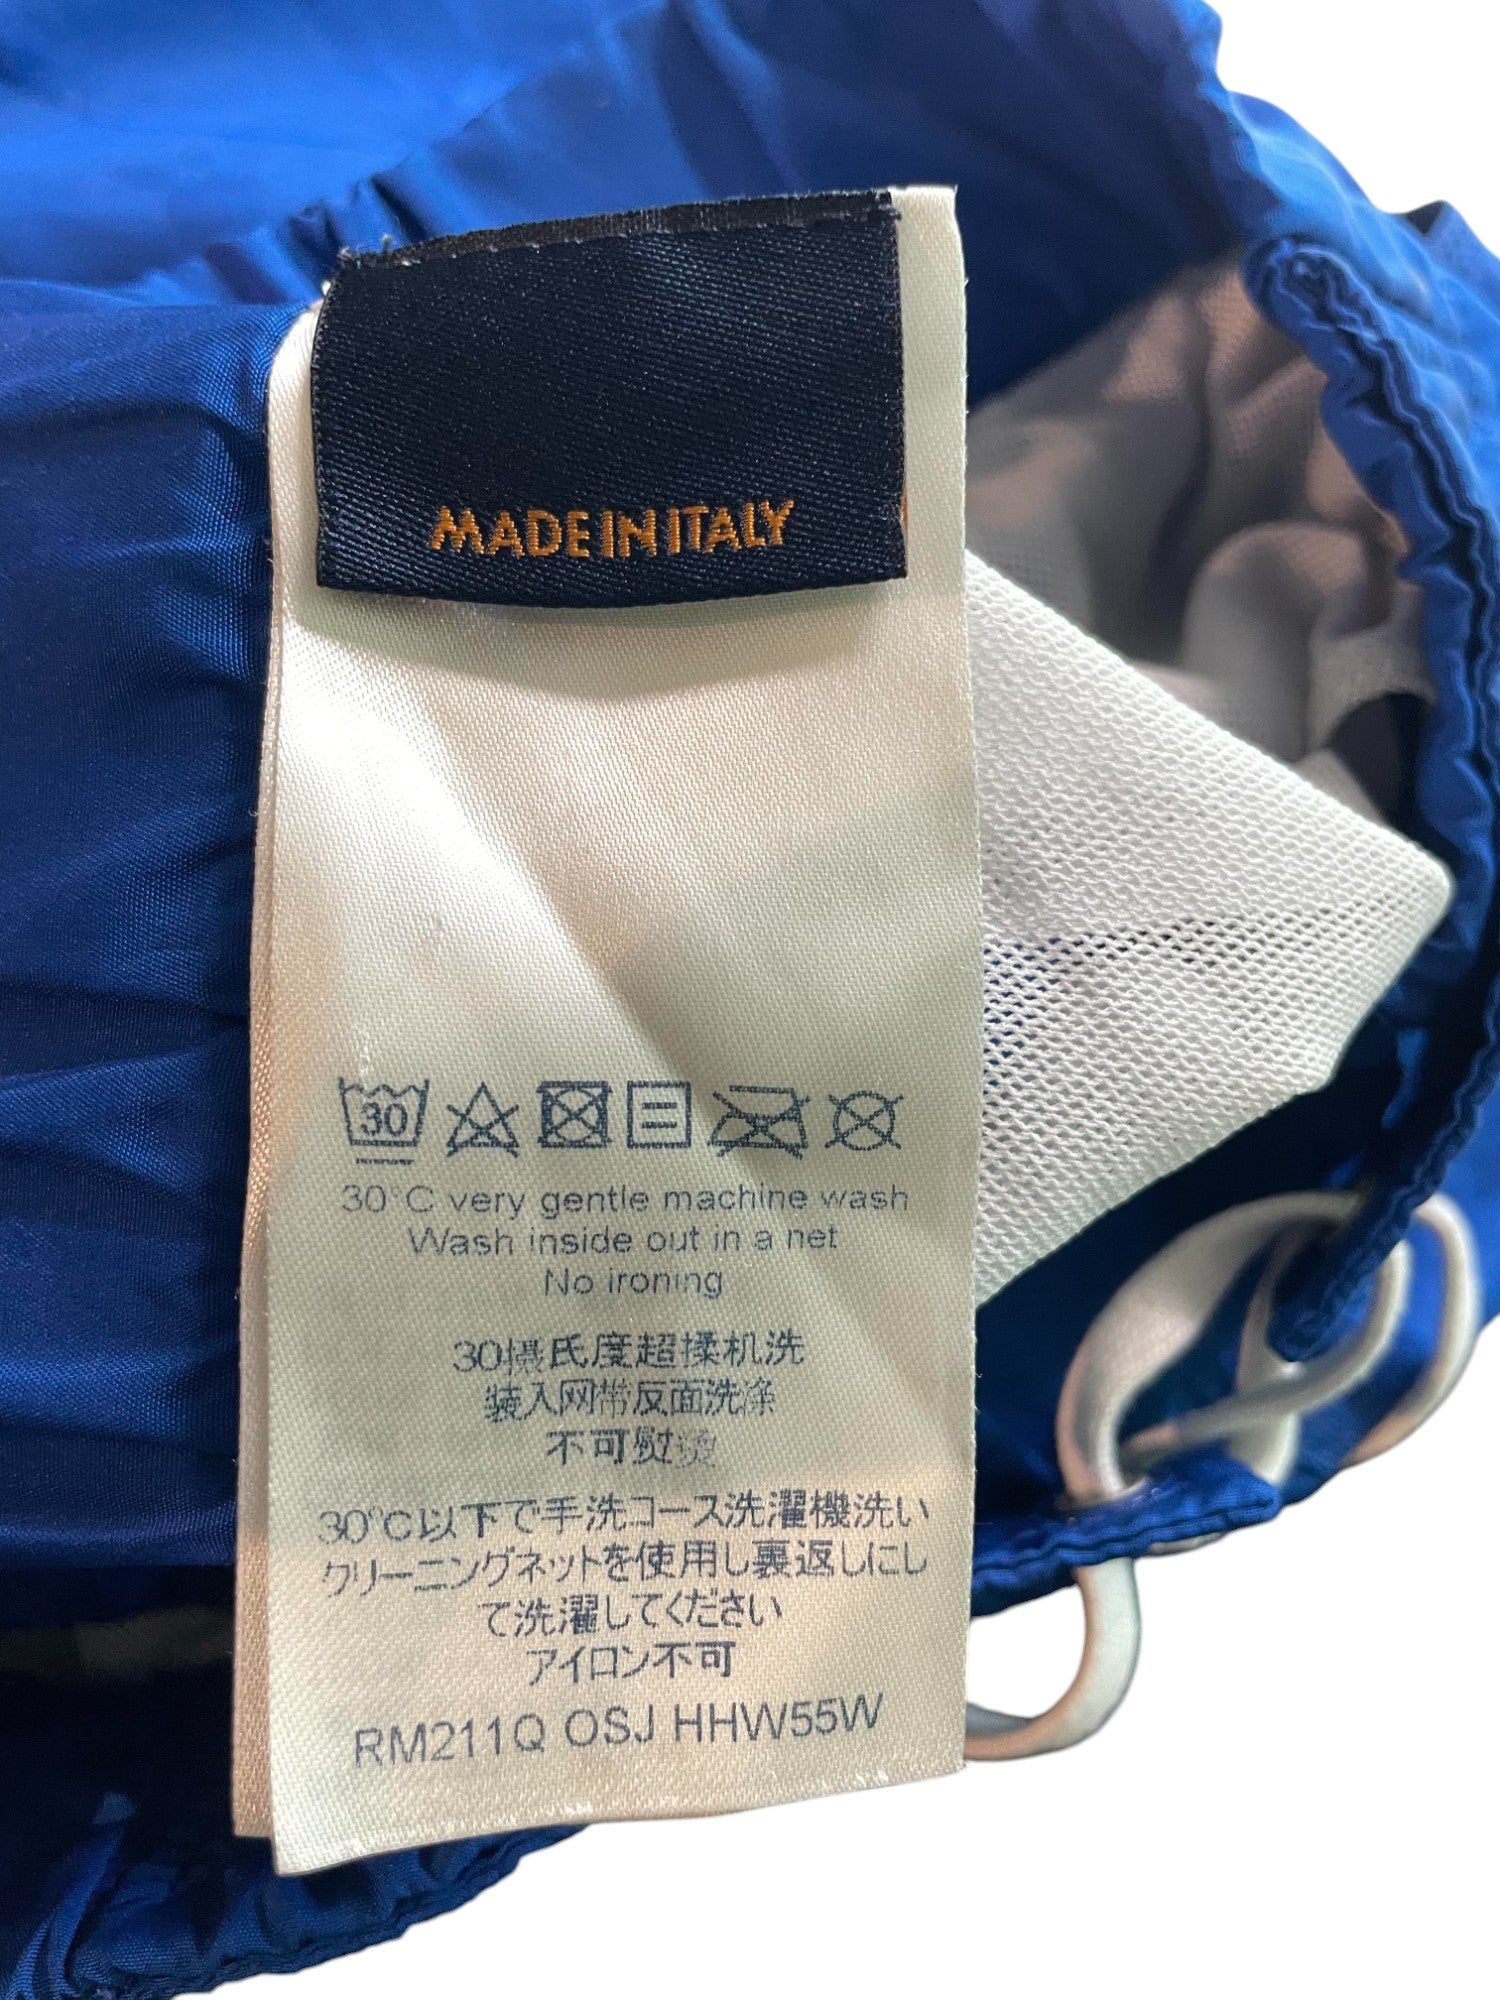 MADE IN ITALY
30
30°C very gentle machine wash
Wash inside out in a net
No ironing
30摄氏度超揉机洗
装入网带反面洗涤
不可熨烫
30°C以下で手洗コース洗濯機洗い
クリーニングネットを使用し裏返しにし
て洗濯してください
アイロン不可
RM211Q OSJ HHW55W